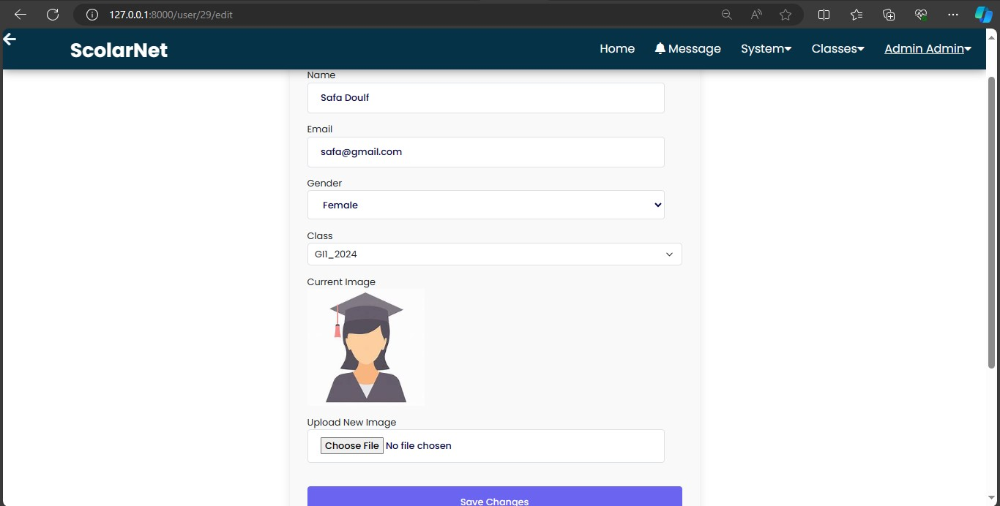 127.0.0.1:8000/user/29/edit
ScolarNet
Home Message System Classes Admin Admin
Name
Safa Doulf
Email
safa@gmail.com
Gender
Female
Class
GI1_2024
Current Image
Upload New Image
Choose File No file chosen
Save Changes